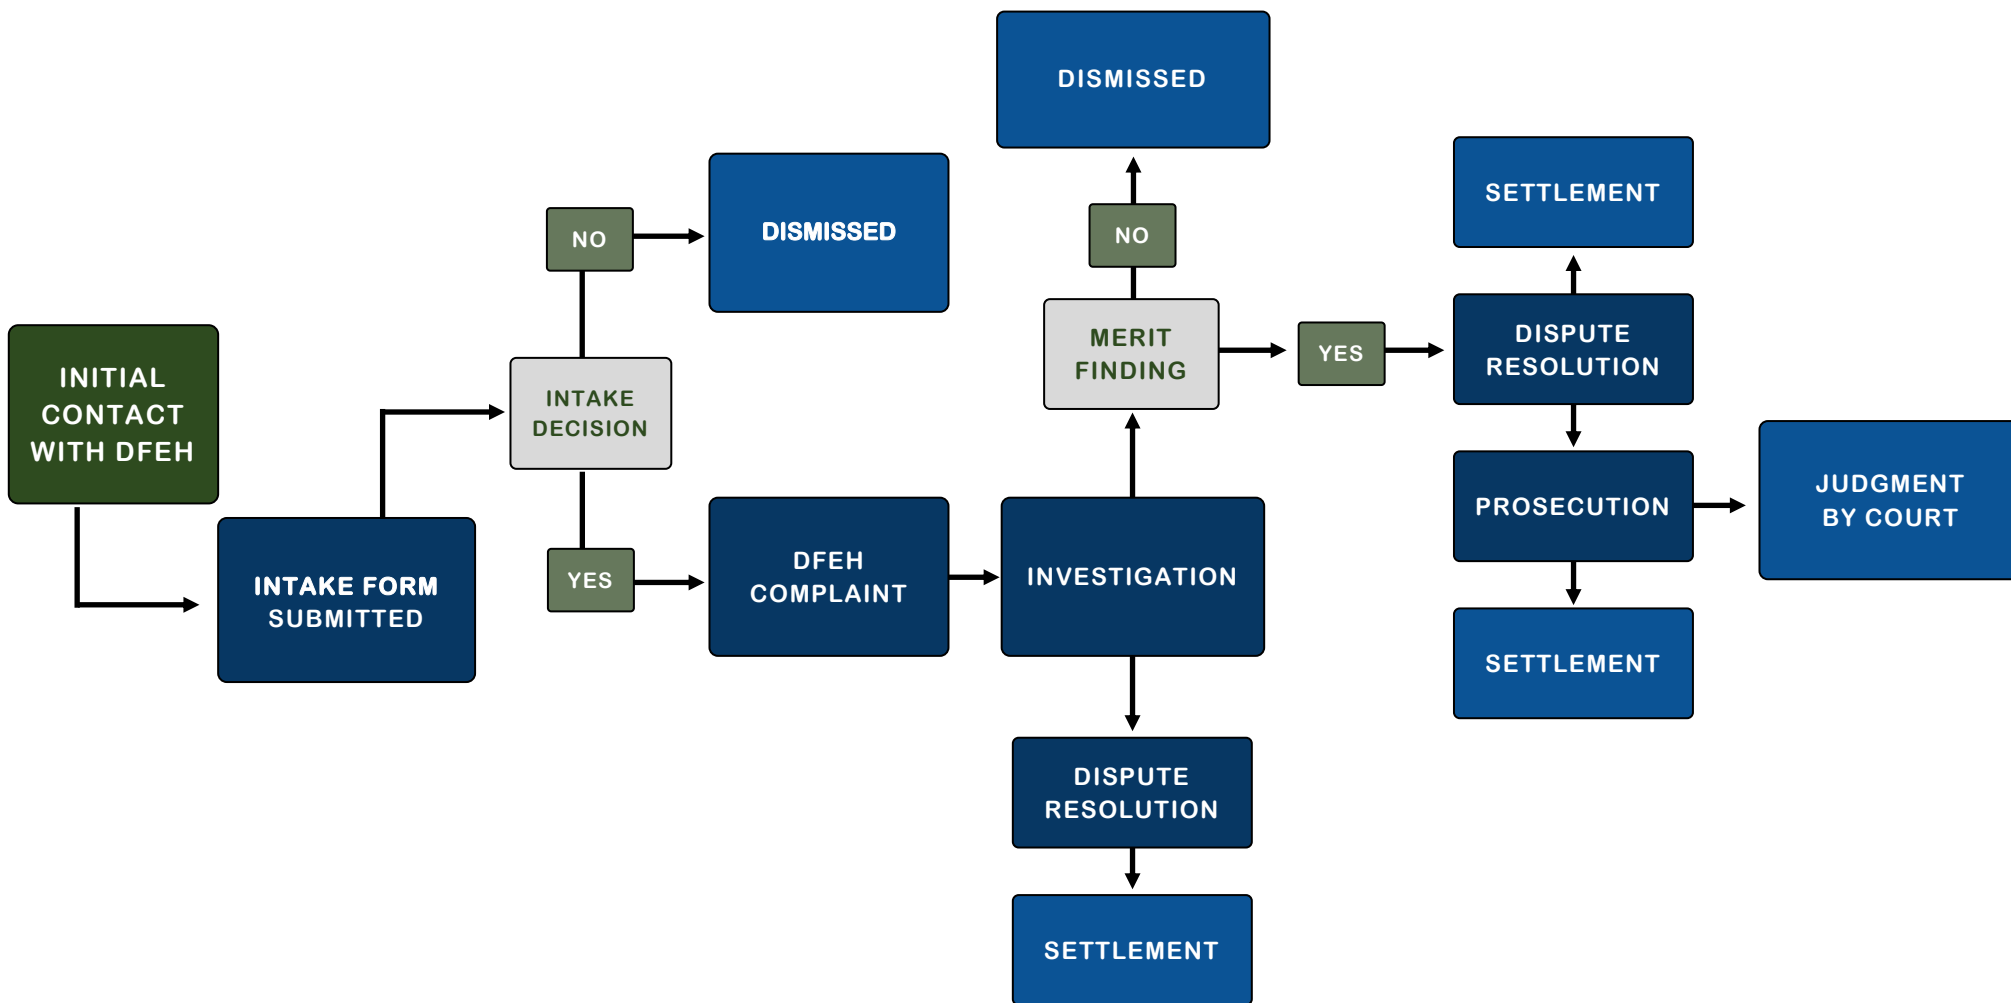 INITIAL
CONTACT
WITH DFEH
INTAKE FORM
SUBMITTED
INTAKE
DECISION
NO
DISMISSED
YES
DFEH
COMPLAINT
INVESTIGATION
MERIT
FINDING
NO
DISMISSED
YES
DISPUTE
RESOLUTION
SETTLEMENT
PROSECUTION
JUDGMENT
BY COURT
SETTLEMENT
DISPUTE
RESOLUTION
SETTLEMENT